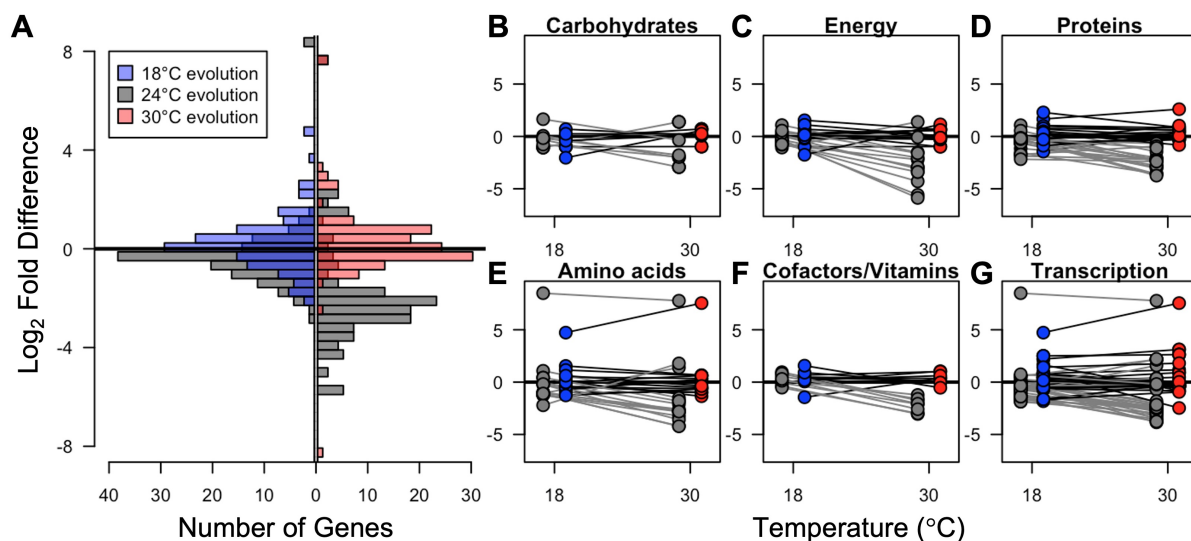 A
Log2 Fold Difference
8
4
0
-4
-8
18°C evolution
24°C evolution
30°C evolution
40 30 20 10 0 10 20 30
Number of Genes
B Carbohydrates
5
0
-5
18 30
C Energy
5
0
-5
18 30
D Proteins
5
0
-5
18 30
E Amino acids
5
0
-5
18 30
F Cofactors/Vitamins
5
0
-5
18 30
G Transcription
5
0
-5
18 30
Temperature (°C)